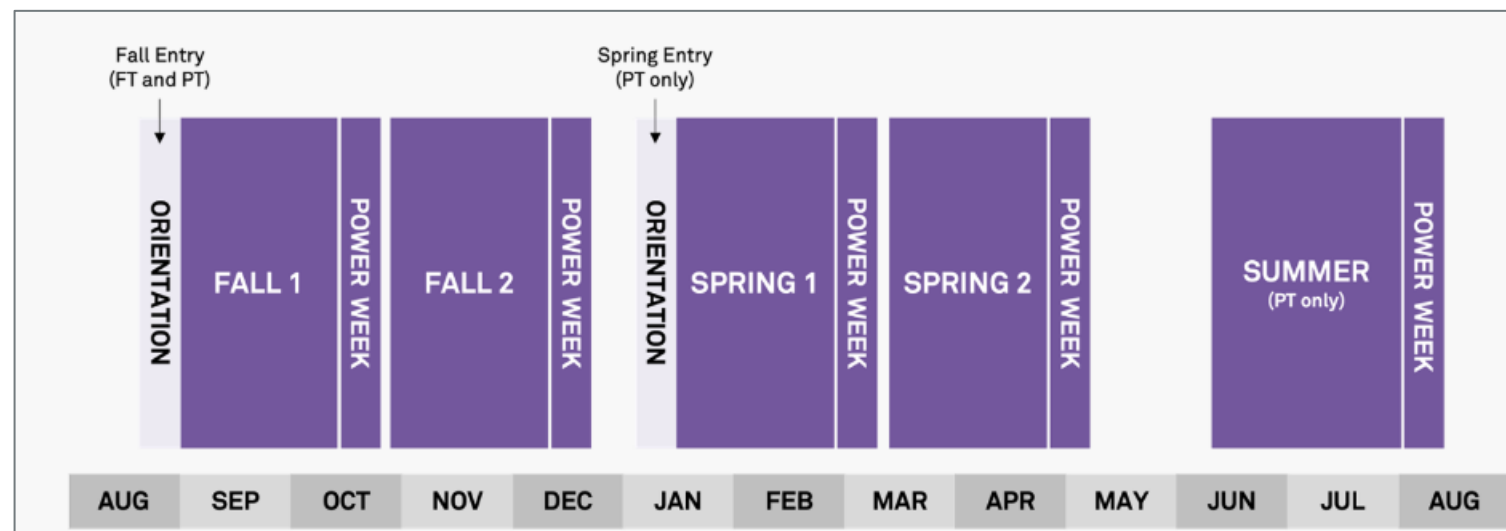 Fall Entry
(FT and PT)
Spring Entry
(PT only)
ORIENTATION
FALL 1
POWER WEEK
FALL 2
POWER WEEK
ORIENTATION
SPRING 1
POWER WEEK
SPRING 2
POWER WEEK
SUMMER
(PT only)
POWER WEEK
AUG SEP OCT NOV DEC JAN FEB MAR APR MAY JUN JUL AUG